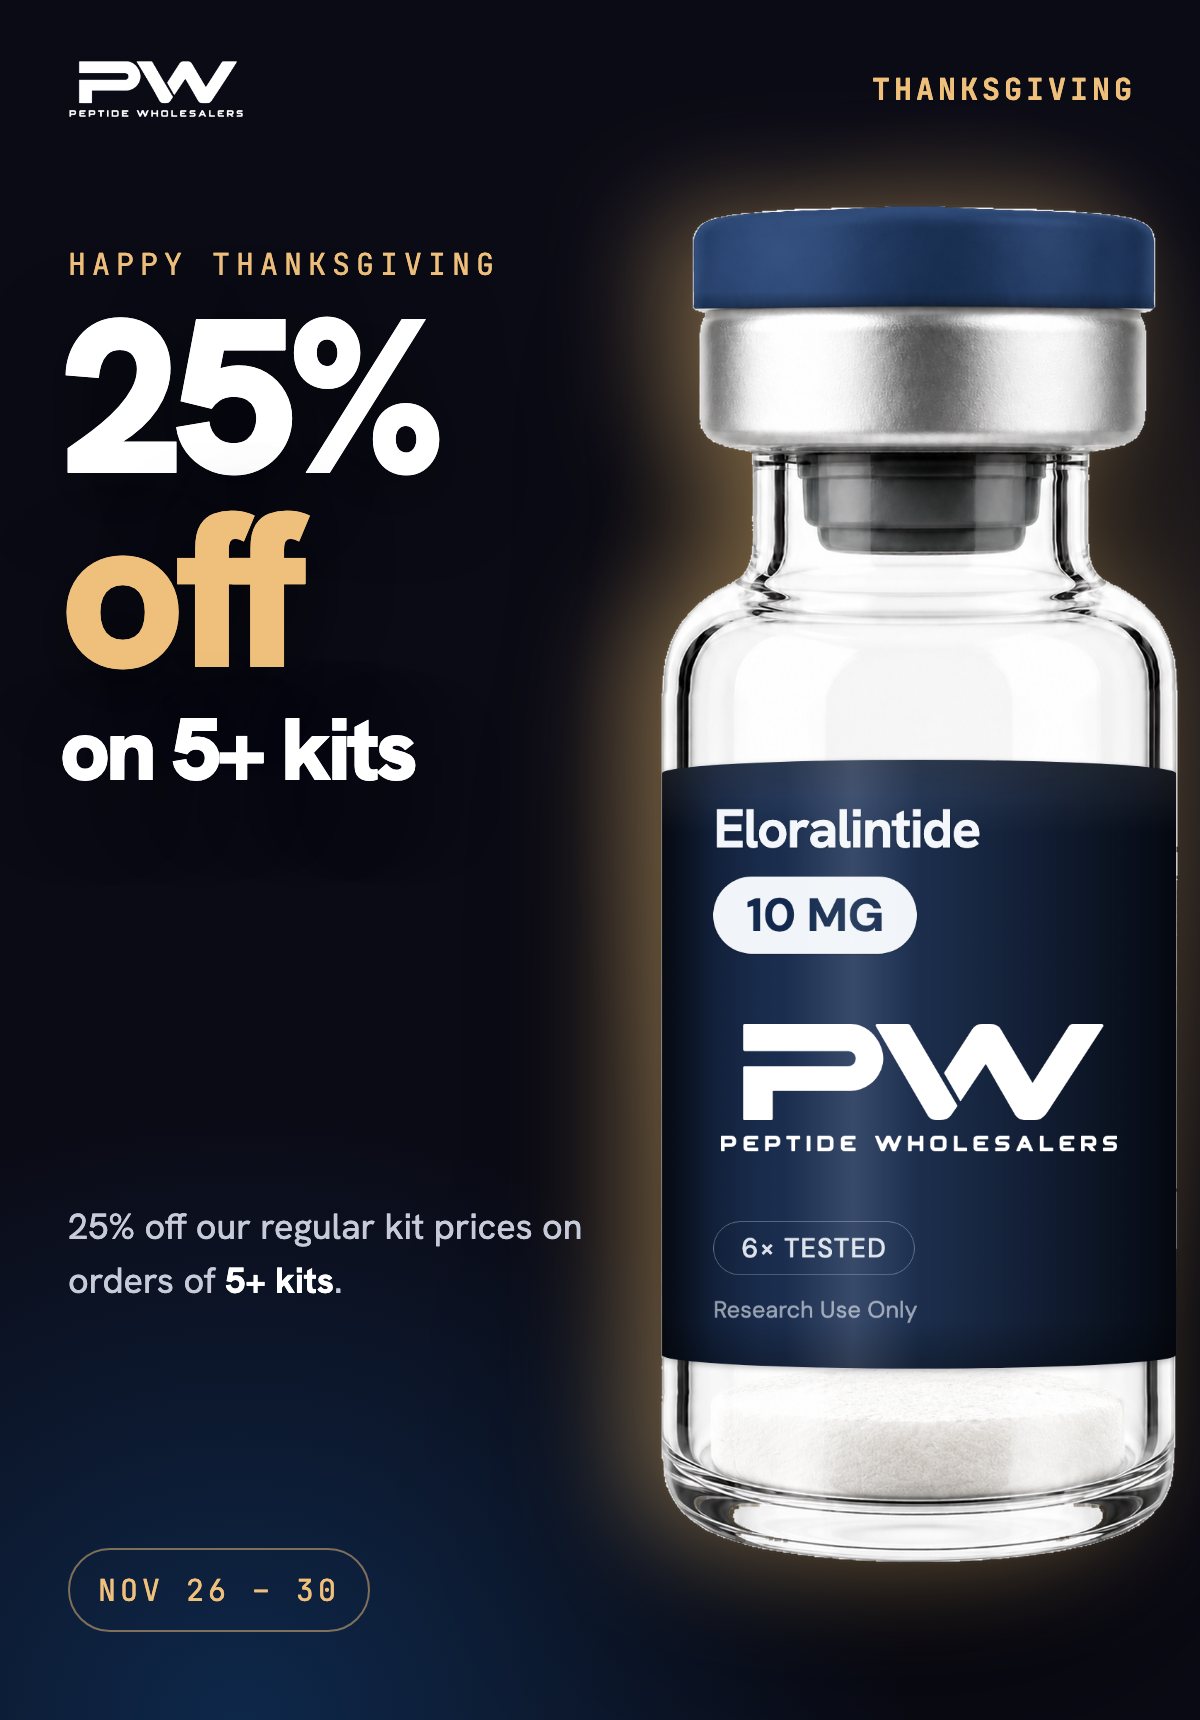 PW
PEPTIDE WHOLESALERS
THANKSGIVING
HAPPY THANKSGIVING
25%
off
on 5+ kits
Eloralintide
10 MG
PW
PEPTIDE WHOLESALERS
6× TESTED
Research Use Only
25% off our regular kit prices on
orders of 5+ kits.
NOV 26 – 30